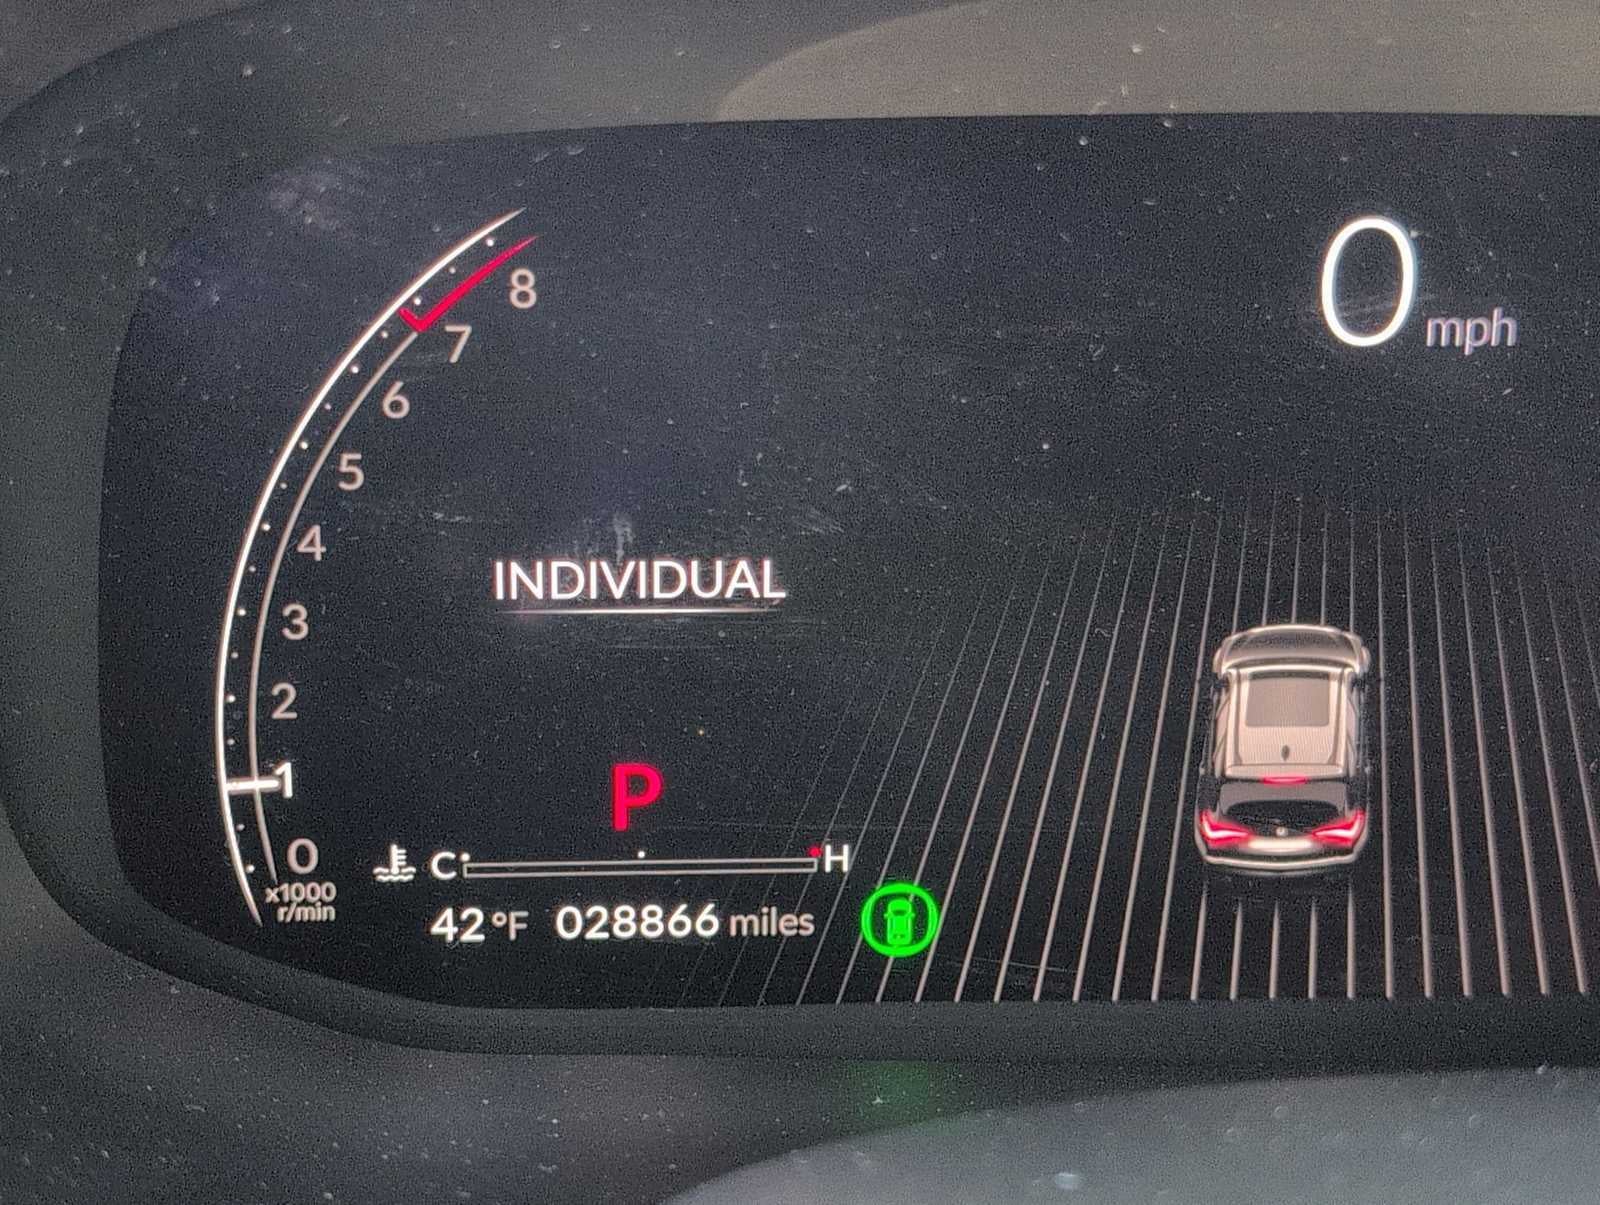 0 mph
8
7
6
5
4
3
2
1
0
x1000
r/min
INDIVIDUAL
P
C H
42 °F 028866 miles